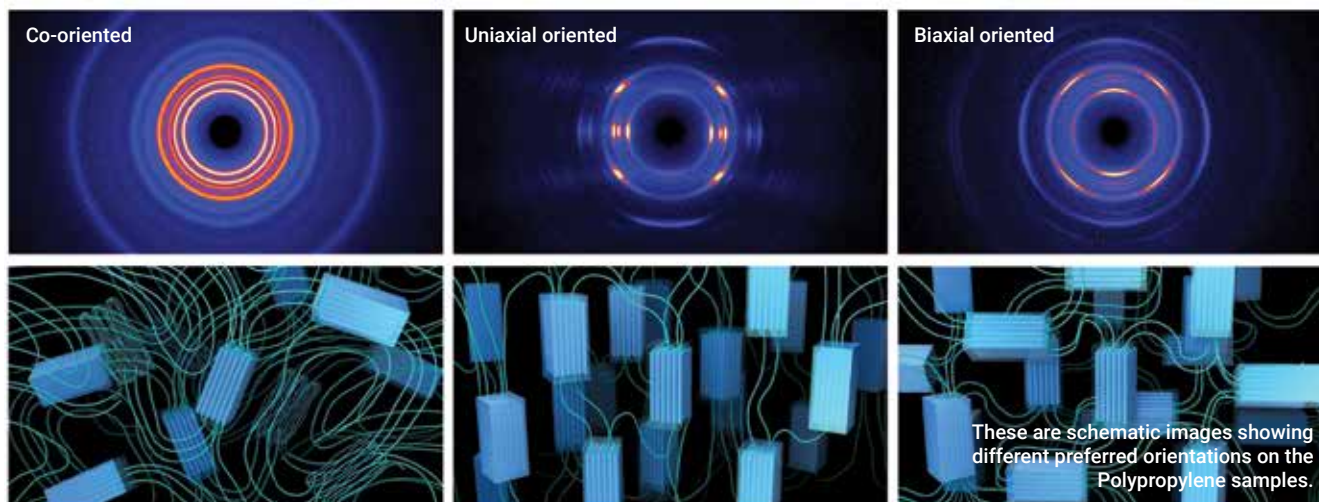 Co-oriented
Uniaxial oriented
Biaxial oriented
These are schematic images showing
different preferred orientations on the
Polypropylene samples.